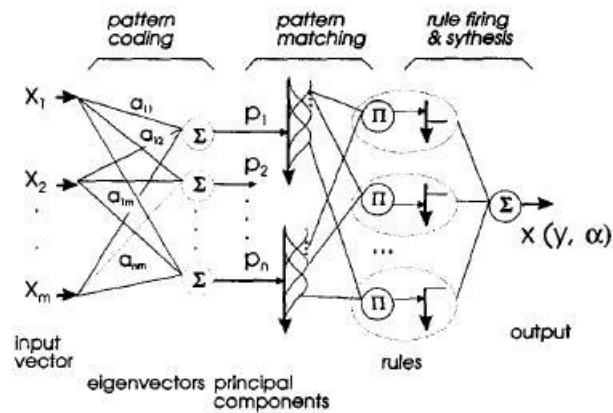 pattern coding
pattern matching
rule firing & sythesis
X1
X2
Xm
a11
a12
a1m
anm
Σ
Σ
Σ
p1
p2
pn
Π
Π
Π
...
Σ
x (y, α)
input vector
eigenvectors
principal components
rules
output